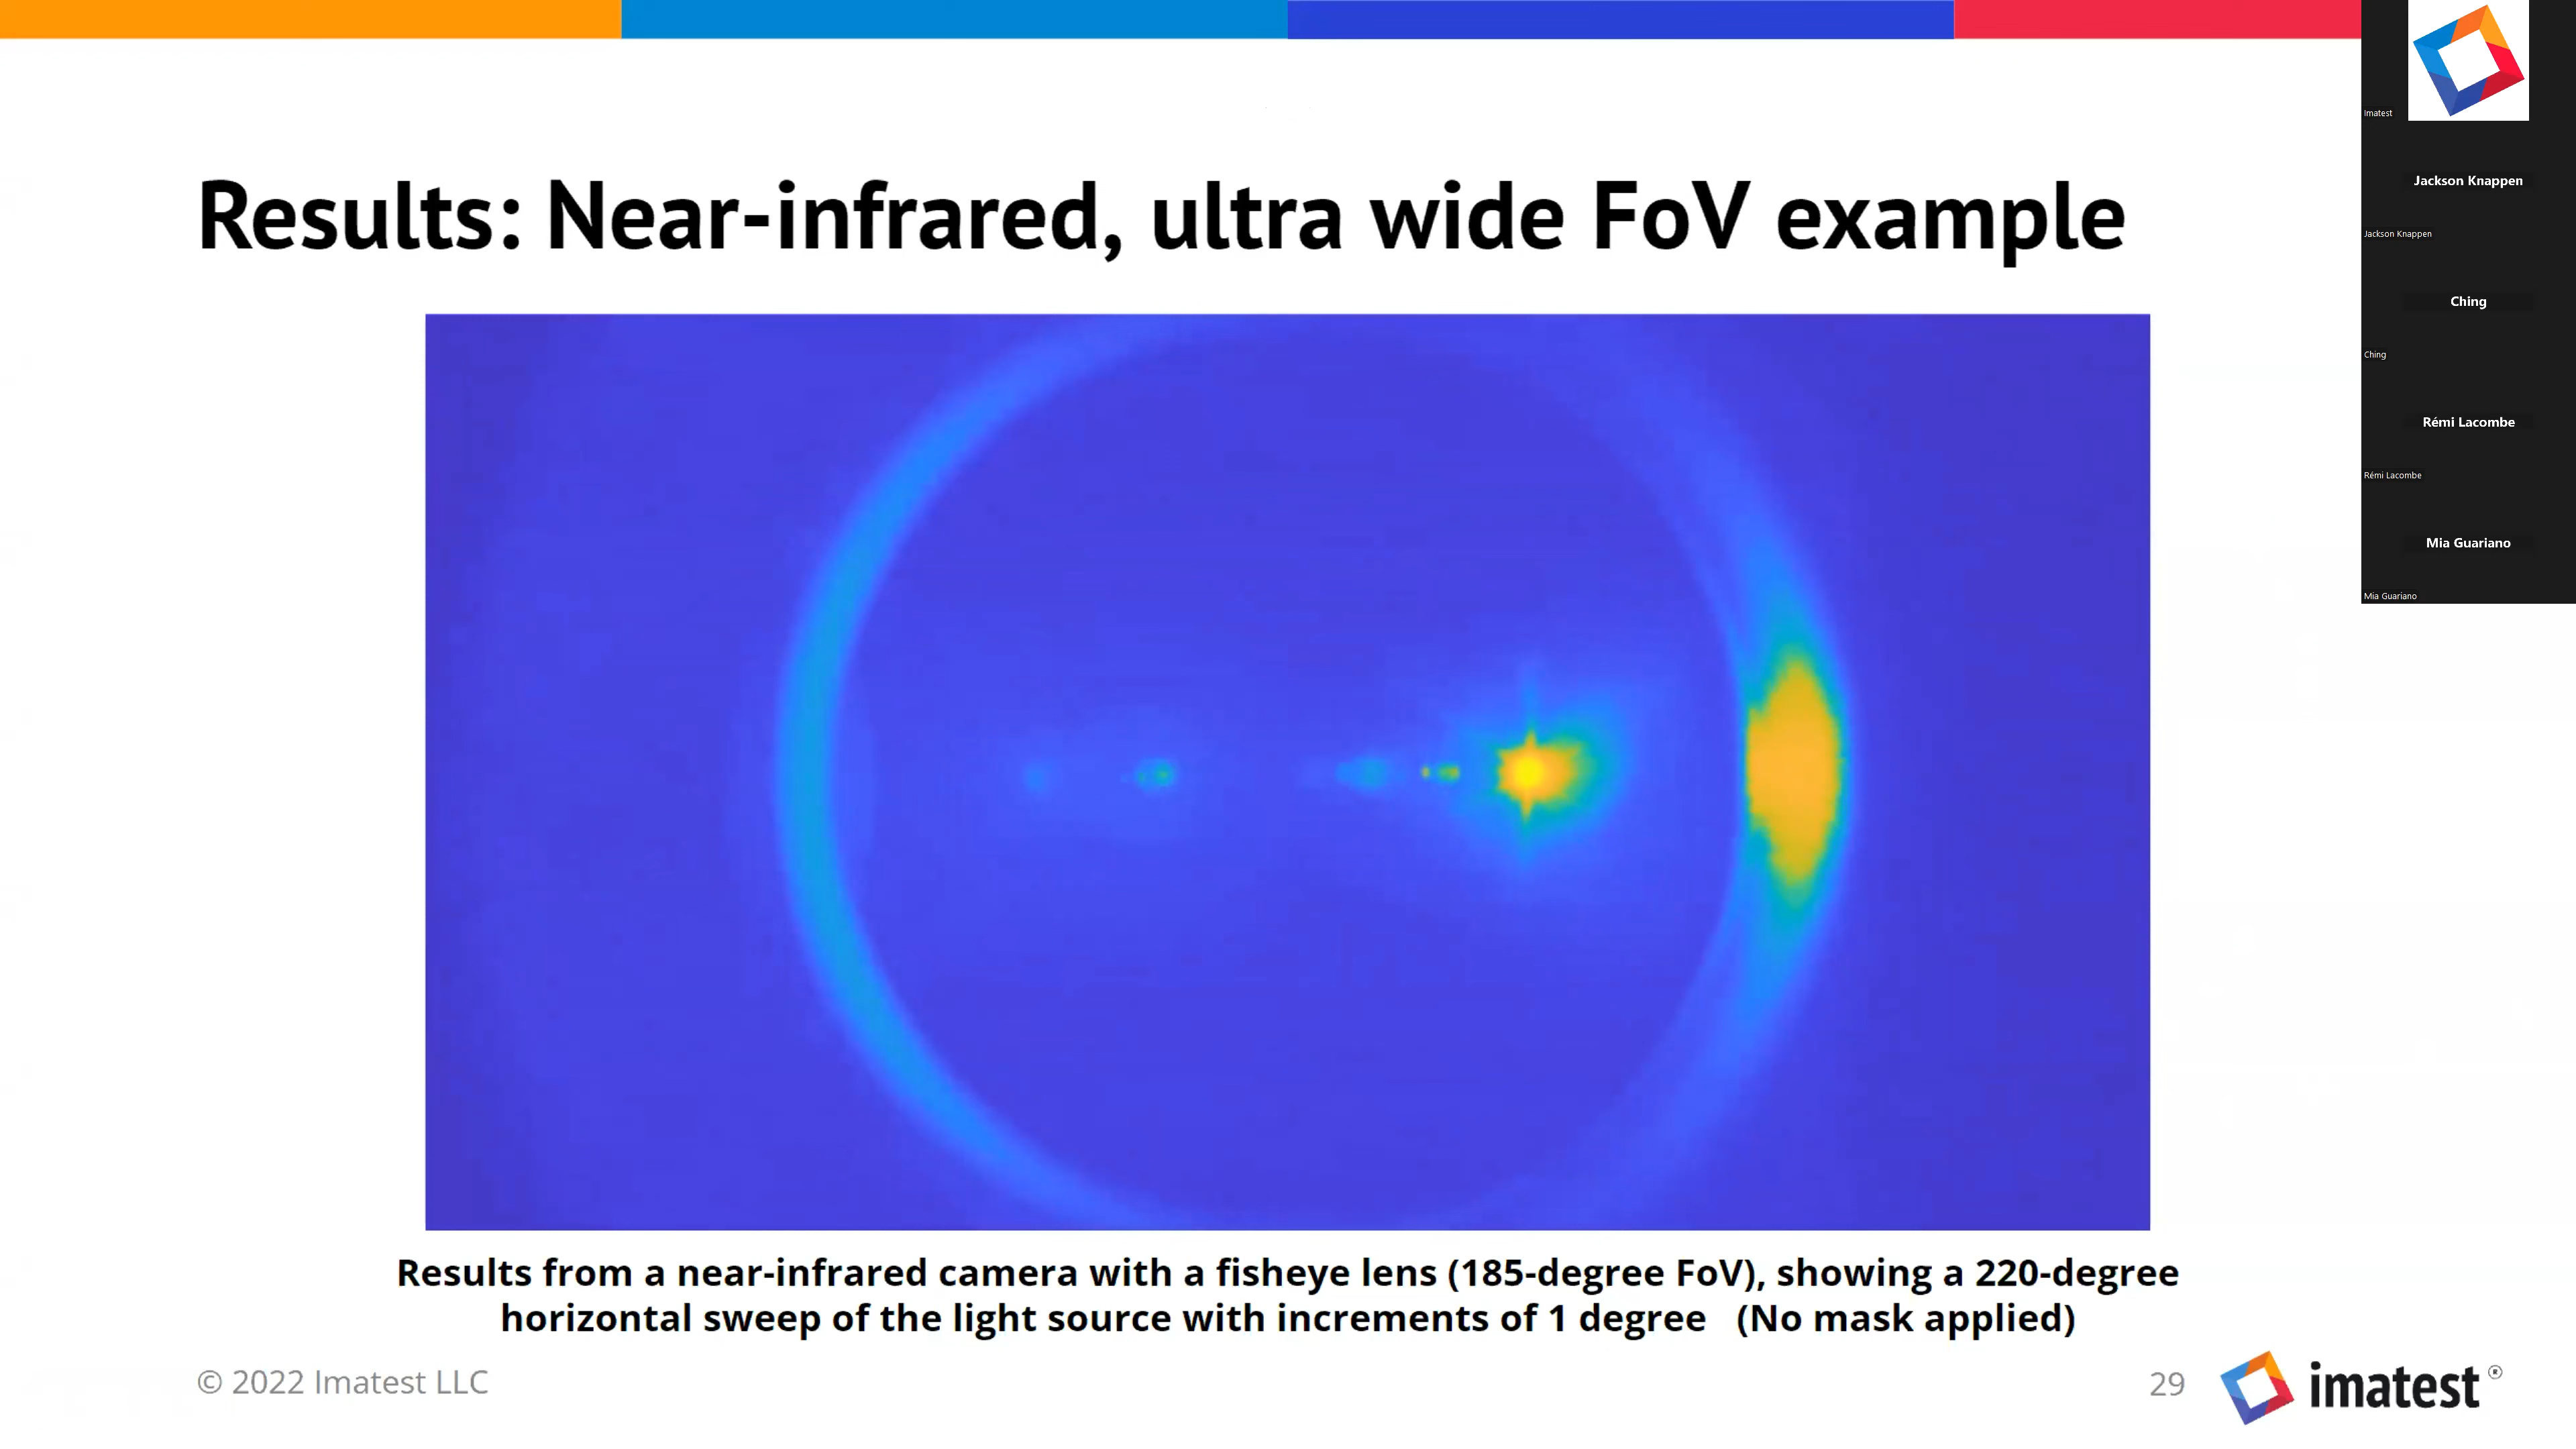 Results: Near-infrared, ultra wide FoV example
Results from a near-infrared camera with a fisheye lens (185-degree FoV), showing a 220-degree
horizontal sweep of the light source with increments of 1 degree (No mask applied)
© 2022 Imatest LLC
29
imatest®
Imatest
Jackson Knappen
Jackson Knappen
Ching
Ching
Rémi Lacombe
Rémi Lacombe
Mia Guariano
Mia Guariano